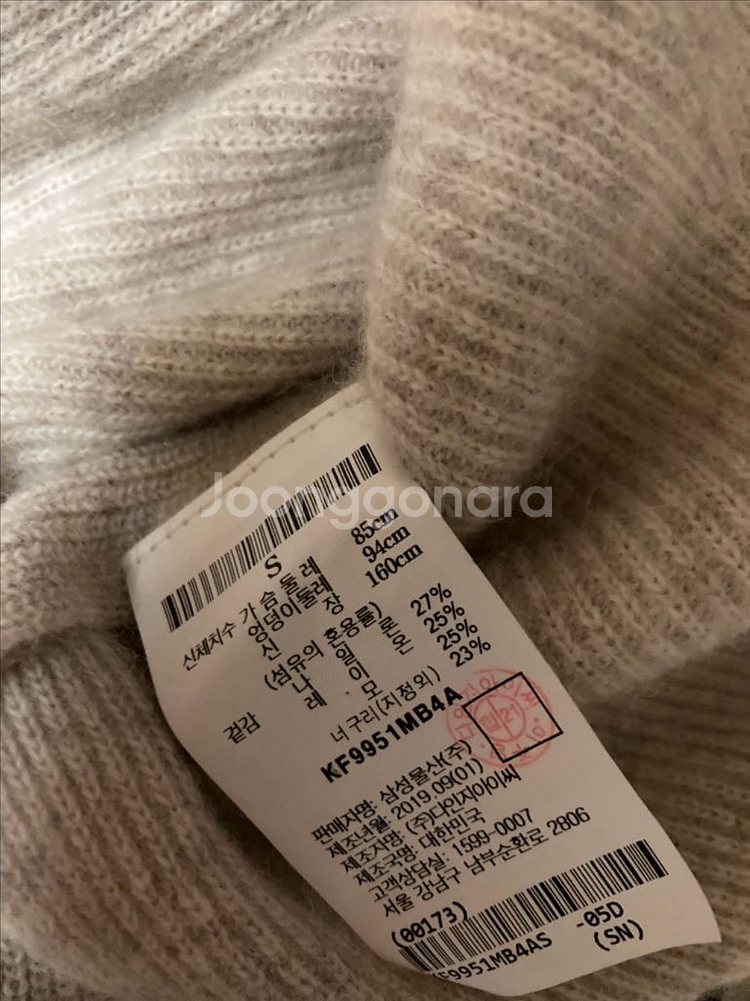 Joongaonara
S
신체치수 가슴둘레 85cm
엉덩이둘레 94cm
신장 160cm
(섬유의 혼용률)
겉감 나일론 27%
레이온 25%
모 25%
너구리(지정외) 23%
KF9951MB4A
21
판매자명: 삼성물산(주)
제조년월: 2019.09(01)
제조자명: (주)다인지아이씨
제조국명: 대한민국
고객상담실: 1599-0007
서울 강남구 남부순환로 2806
(00173)
F9951MB4AS -05D
(SN)